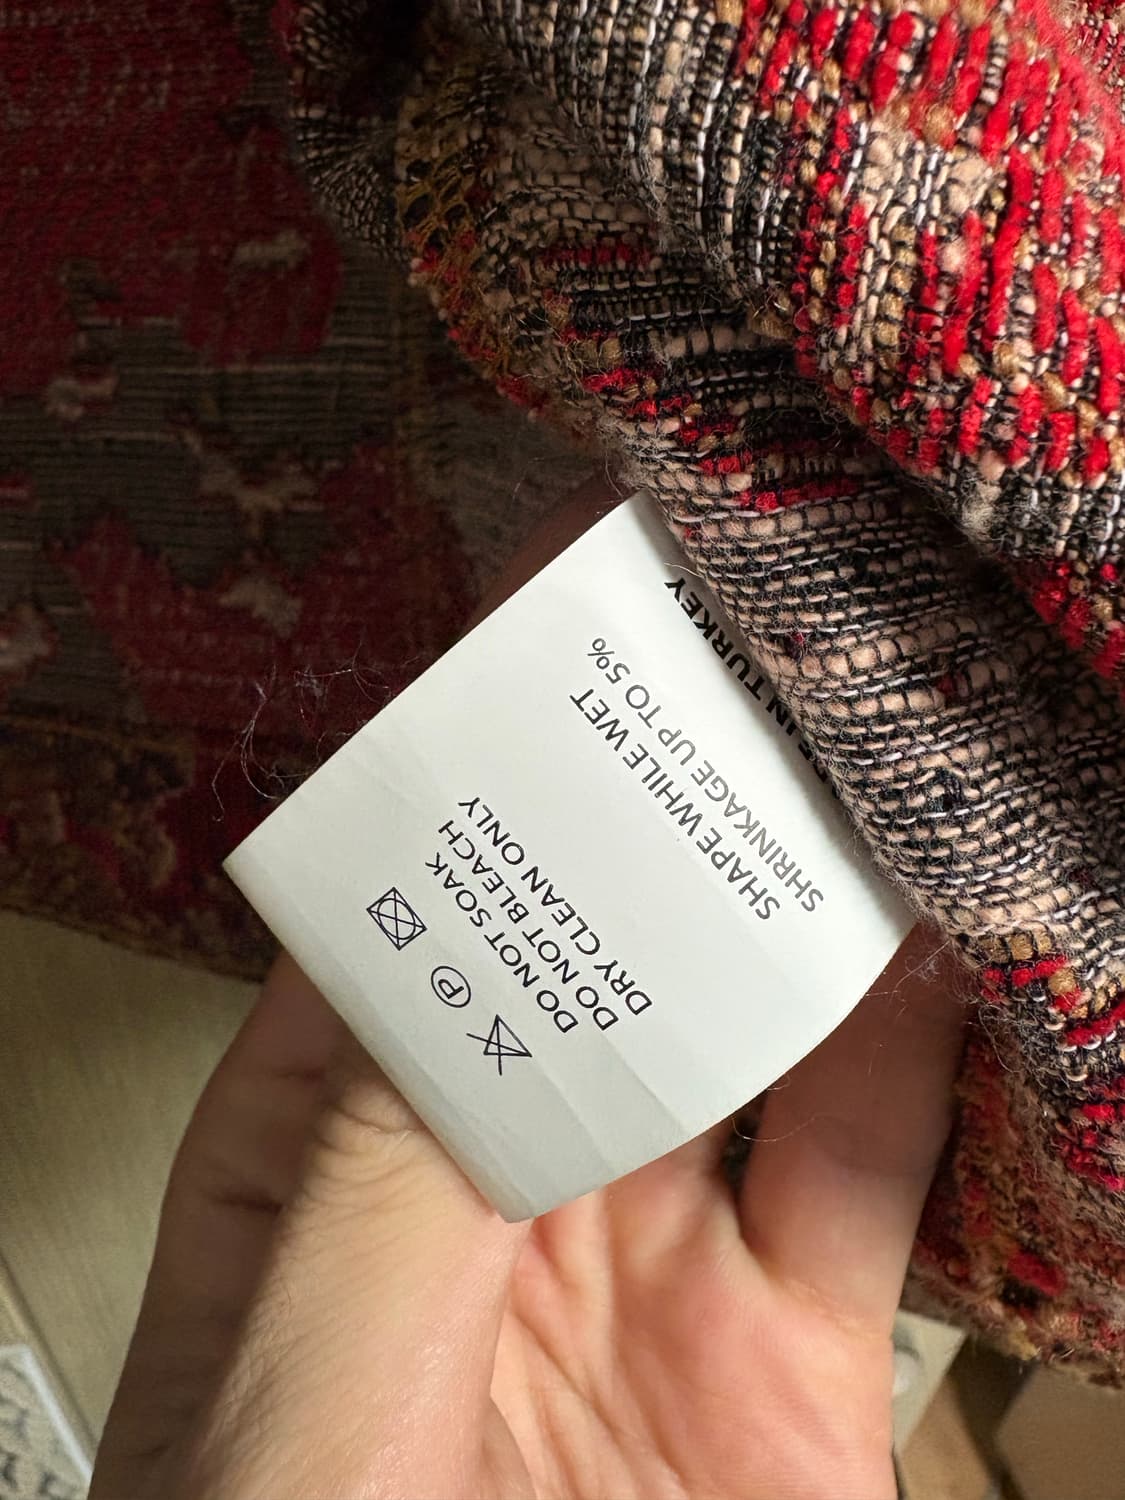 P
DO NOT SOAK
DO NOT BLEACH
DRY CLEAN ONLY
SHAPE WHILE WET
SHRINKAGE UP TO 5%
IN TURKEY